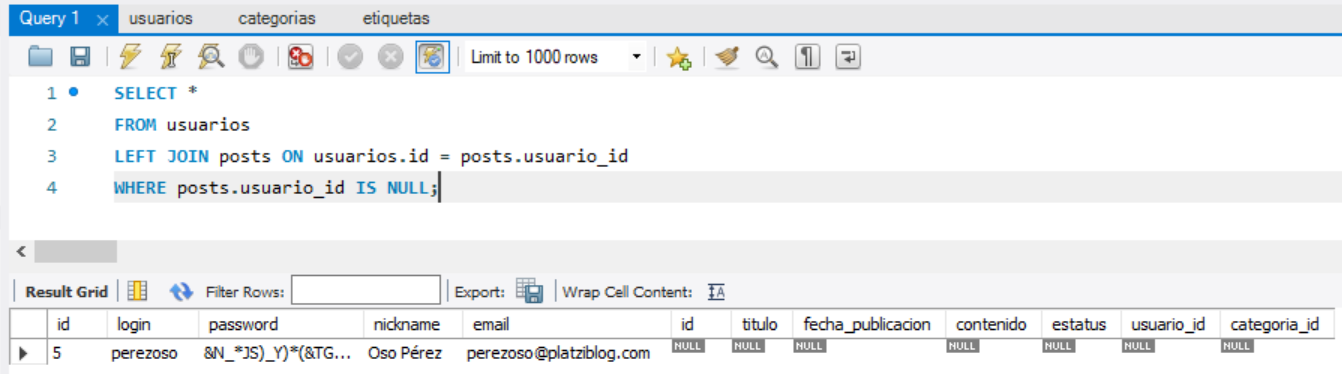 Query 1 × usuarios categorias etiquetas
Limit to 1000 rows
1 SELECT *
2 FROM usuarios
3 LEFT JOIN posts ON usuarios.id = posts.usuario_id
4 WHERE posts.usuario_id IS NULL;
Result Grid Filter Rows: Export: Wrap Cell Content: IA
id login password nickname email id titulo fecha_publicacion contenido estatus usuario_id categoria_id
5 perezoso &N_*JS)_Y)*(&TG... Oso Pérez perezoso@platziblog.com NULL NULL NULL NULL NULL NULL NULL